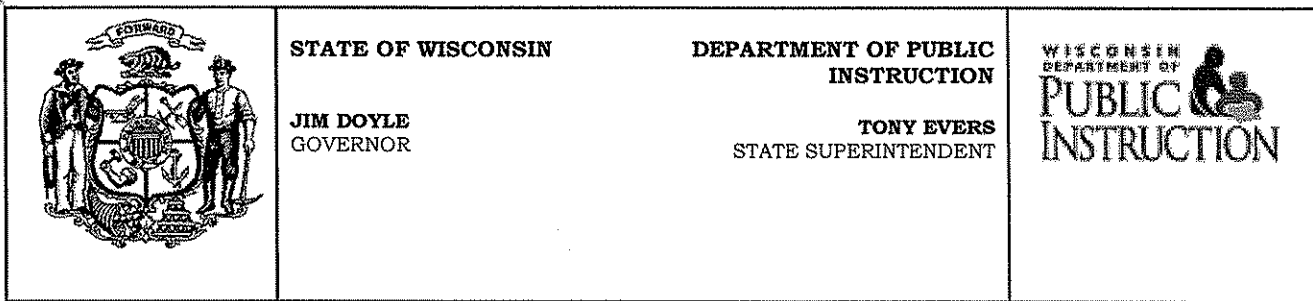 FORWARD
STATE OF WISCONSIN
JIM DOYLE
GOVERNOR
DEPARTMENT OF PUBLIC
INSTRUCTION
TONY EVERS
STATE SUPERINTENDENT
WISCONSIN
DEPARTMENT OF
PUBLIC
INSTRUCTION